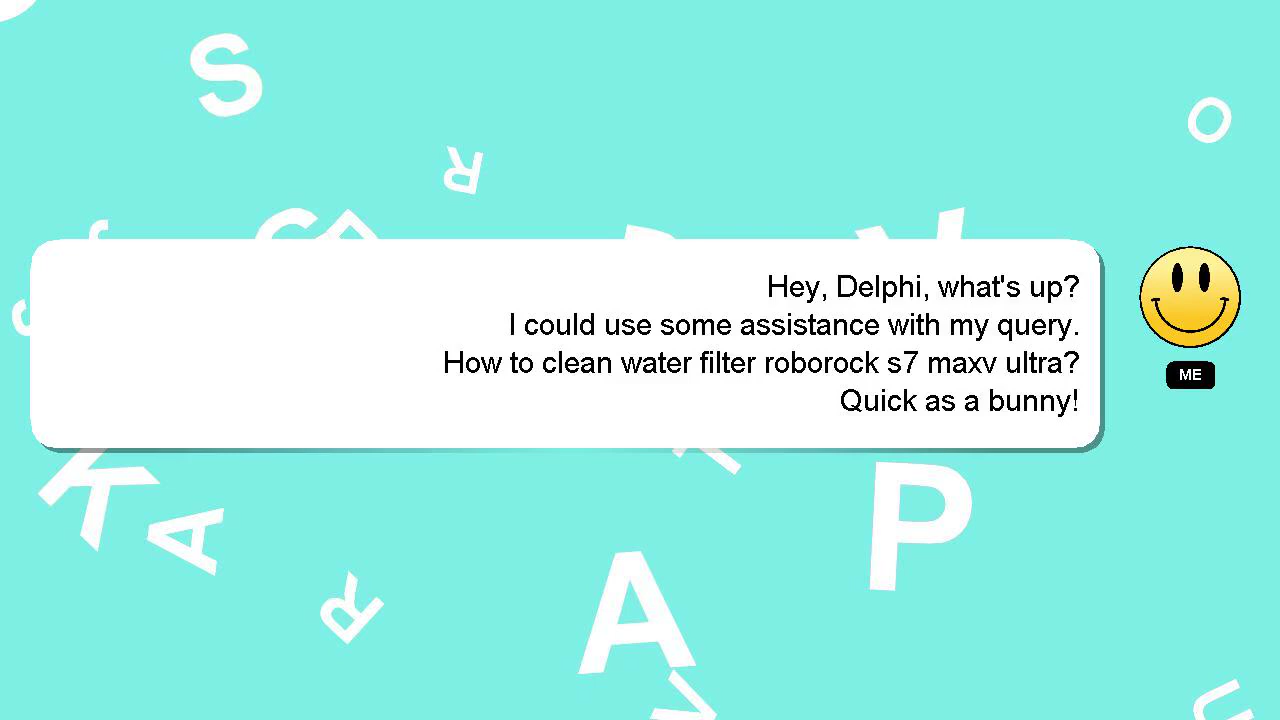 S
R
O
Hey, Delphi, what's up?
I could use some assistance with my query.
How to clean water filter roborock s7 maxv ultra?
Quick as a bunny!
ME
K
A
P
R
A
U